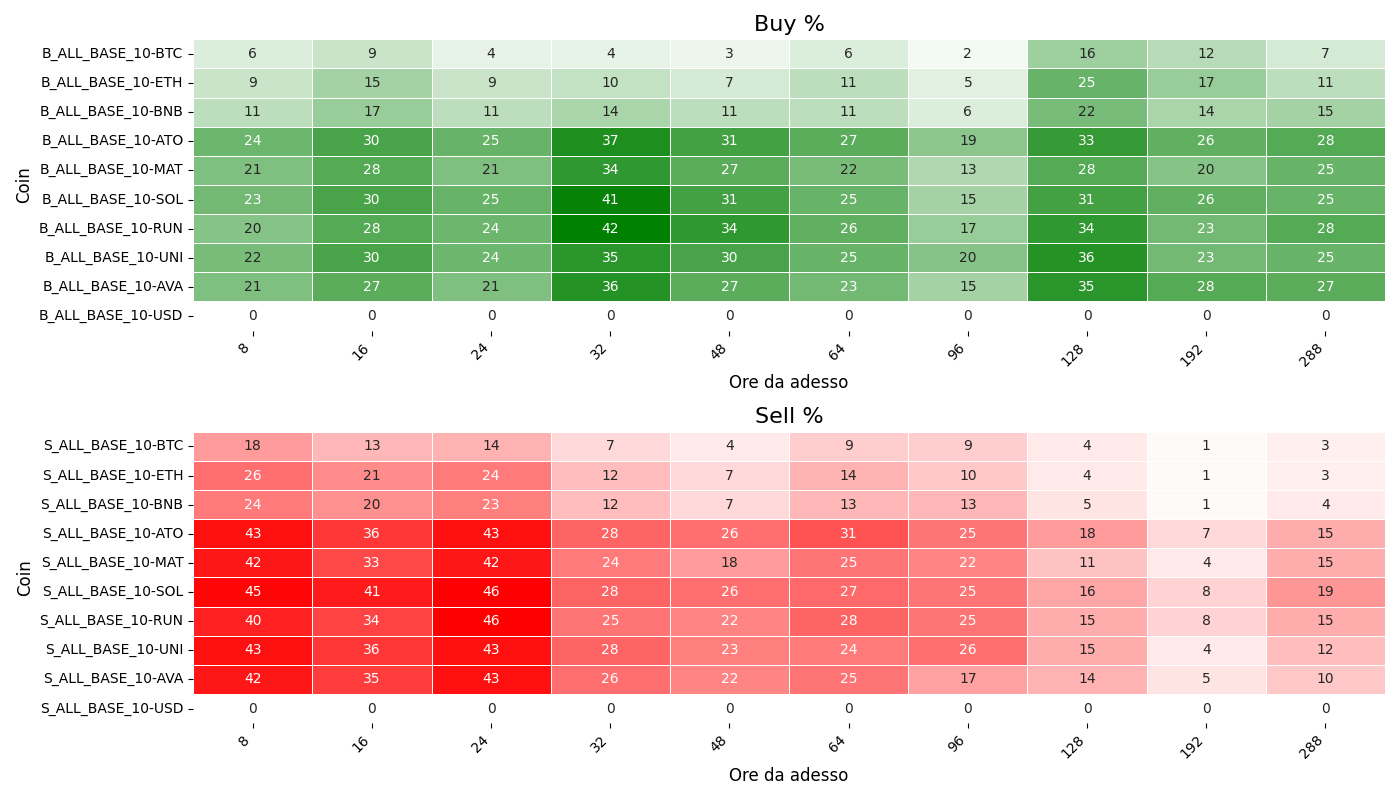 Buy %
Coin
B_ALL_BASE_10-BTC 6 9 4 4 3 6 2 16 12 7
B_ALL_BASE_10-ETH 9 15 9 10 7 11 5 25 17 11
B_ALL_BASE_10-BNB 11 17 11 14 11 11 6 22 14 15
B_ALL_BASE_10-ATO 24 30 25 37 31 27 19 33 26 28
B_ALL_BASE_10-MAT 21 28 21 34 27 22 13 28 20 25
B_ALL_BASE_10-SOL 23 30 25 41 31 25 15 31 26 25
B_ALL_BASE_10-RUN 20 28 24 42 34 26 17 34 23 28
B_ALL_BASE_10-UNI 22 30 24 35 30 25 20 36 23 25
B_ALL_BASE_10-AVA 21 27 21 36 27 23 15 35 28 27
B_ALL_BASE_10-USD 0 0 0 0 0 0 0 0 0 0
8 16 24 32 48 64 96 128 192 288
Ore da adesso
Sell %
Coin
S_ALL_BASE_10-BTC 18 13 14 7 4 9 9 4 1 3
S_ALL_BASE_10-ETH 26 21 24 12 7 14 10 4 1 3
S_ALL_BASE_10-BNB 24 20 23 12 7 13 13 5 1 4
S_ALL_BASE_10-ATO 43 36 43 28 26 31 25 18 7 15
S_ALL_BASE_10-MAT 42 33 42 24 18 25 22 11 4 15
S_ALL_BASE_10-SOL 45 41 46 28 26 27 25 16 8 19
S_ALL_BASE_10-RUN 40 34 46 25 22 28 25 15 8 15
S_ALL_BASE_10-UNI 43 36 43 28 23 24 26 15 4 12
S_ALL_BASE_10-AVA 42 35 43 26 22 25 17 14 5 10
S_ALL_BASE_10-USD 0 0 0 0 0 0 0 0 0 0
8 16 24 32 48 64 96 128 192 288
Ore da adesso